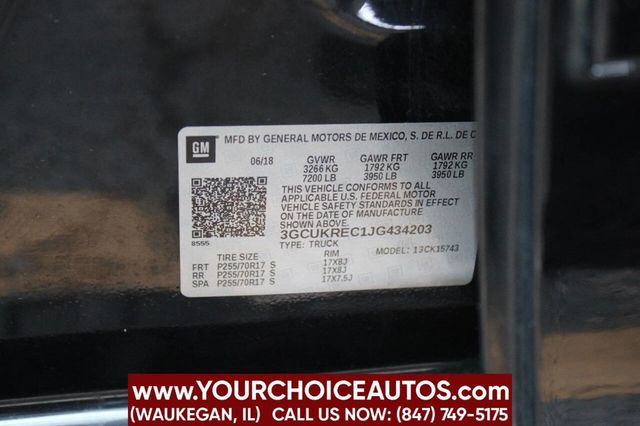 GM
MFD BY GENERAL MOTORS DE MEXICO, S. DE R.L. DE C
06/18 GVWR GAWR FRT GAWR RR
3266 KG 1792 KG 1792 KG
7200 LB 3950 LB 3950 LB
THIS VEHICLE CONFORMS TO ALL
APPLICABLE U.S. FEDERAL MOTOR
VEHICLE SAFETY STANDARDS IN EFFECT
ON THE DATE OF MANUFACTURE
SHOWN ABOVE.
8555
3GCUKREC1JG434203
TYPE: TRUCK MODEL: 13CK15743
TIRE SIZE RIM
FRT P255/70R17 S 17X8J
RR P255/70R17 S 17X8J
SPA P255/70R17 S 17X7.5J
WWW.YOURCHOICEAUTOS.COM
(WAUKEGAN, IL) CALL US NOW: (847) 749-5175